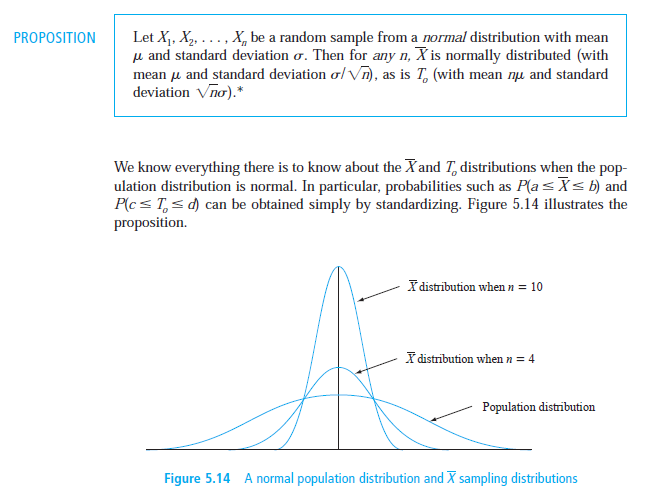 PROPOSITION
Let X₁, X₂, . . . , Xₙ be a random sample from a normal distribution with mean
μ and standard deviation σ. Then for any n, X̅ is normally distributed (with
mean μ and standard deviation σ/√n), as is Tₒ (with mean nμ and standard
deviation √nσ).*
We know everything there is to know about the X̅ and Tₒ distributions when the pop-
ulation distribution is normal. In particular, probabilities such as P(a ≤ X̅ ≤ b) and
P(c ≤ Tₒ ≤ d) can be obtained simply by standardizing. Figure 5.14 illustrates the
proposition.
X̅ distribution when n = 10
X̅ distribution when n = 4
Population distribution
Figure 5.14 A normal population distribution and X̅ sampling distributions